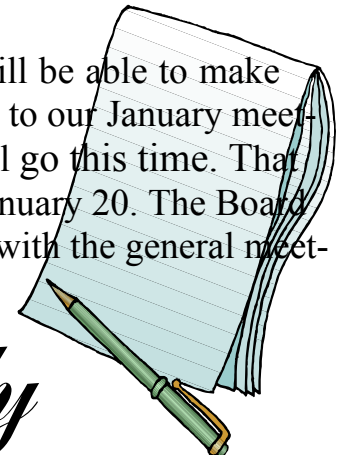 ill be able to make
to our January meet-
l go this time. That
nuary 20. The Board
with the general meet-
ly